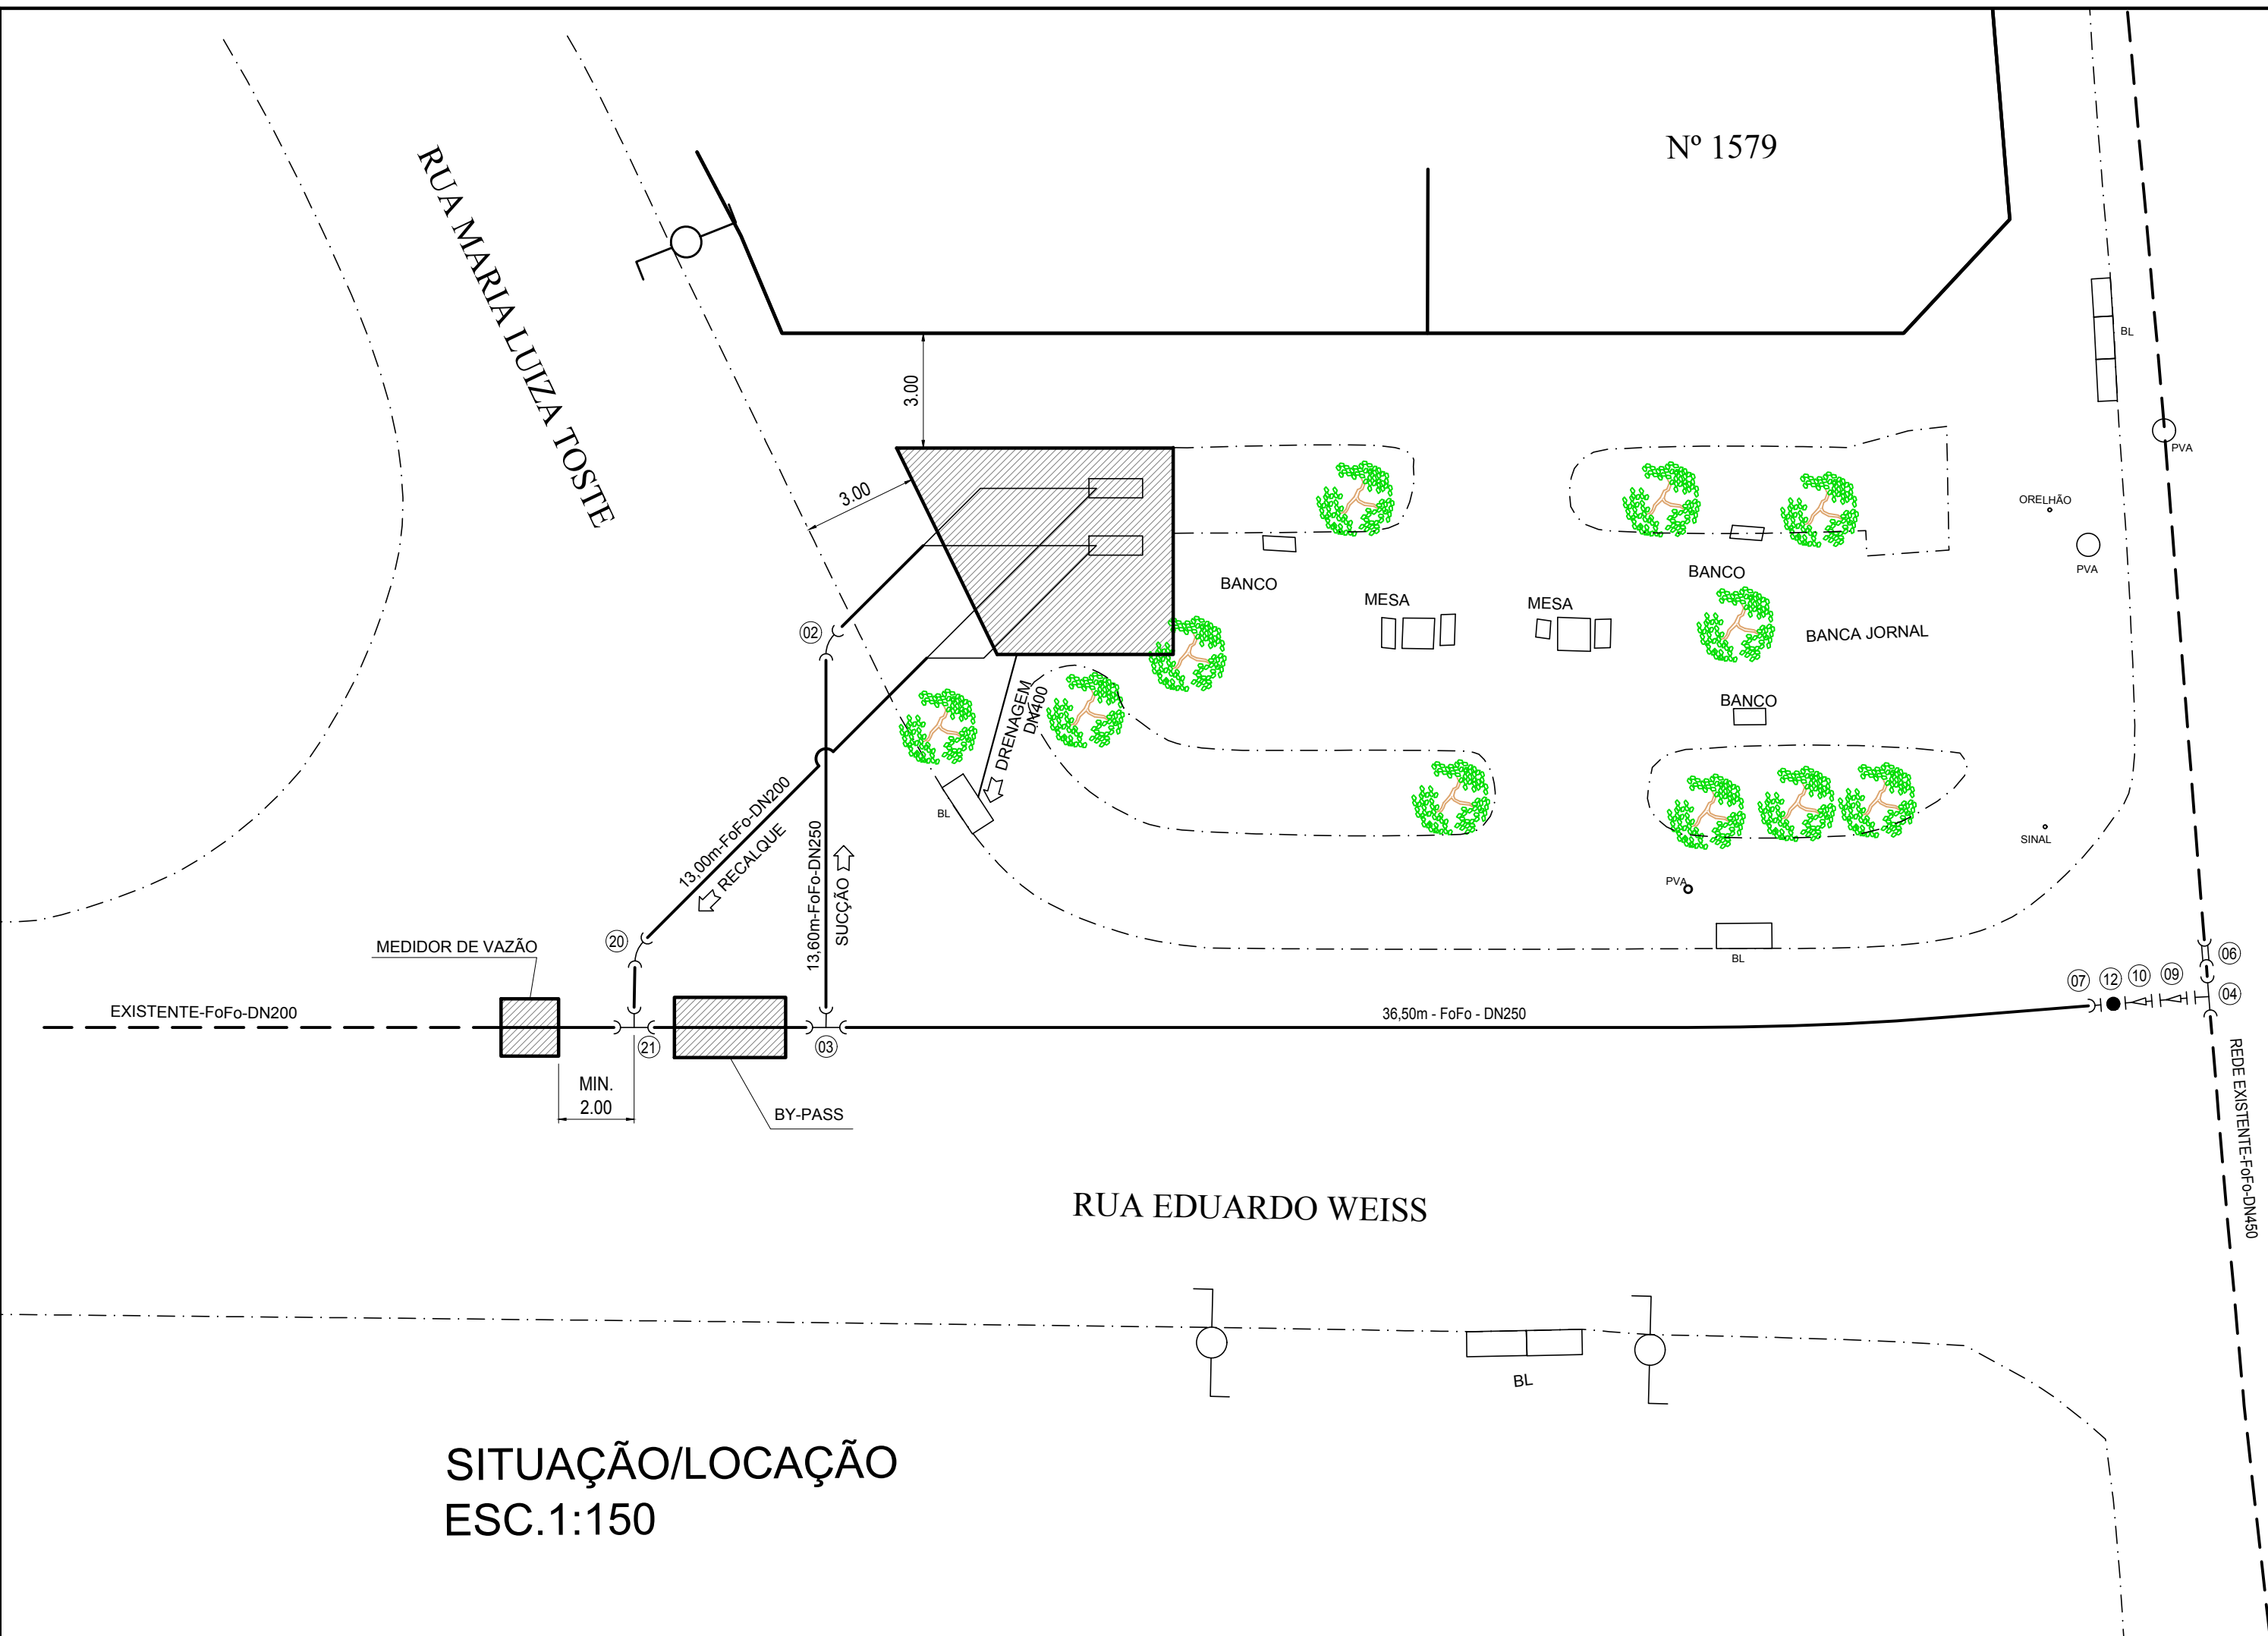 Nº 1579
RUA MARIA LUIZA TOSTE
BL
3.00
PVA
3.00
ORELHÃO
PVA
BANCO
BANCO
MESA
MESA
02
BANCA JORNAL
BANCO
DRENAGEM
DN400
BL
13,00m-FoFo-DN200
RECALQUE
13,60m-FoFo-DN250
SUCÇÃO
SINAL
PVA
BL
20
MEDIDOR DE VAZÃO
06
07
12
10
09
04
EXISTENTE-FoFo-DN200
36,50m - FoFo - DN250
21
03
MIN.
2.00
BY-PASS
REDE EXISTENTE-FoFo-DN450
RUA EDUARDO WEISS
BL
SITUAÇÃO/LOCAÇÃO
ESC.1:150